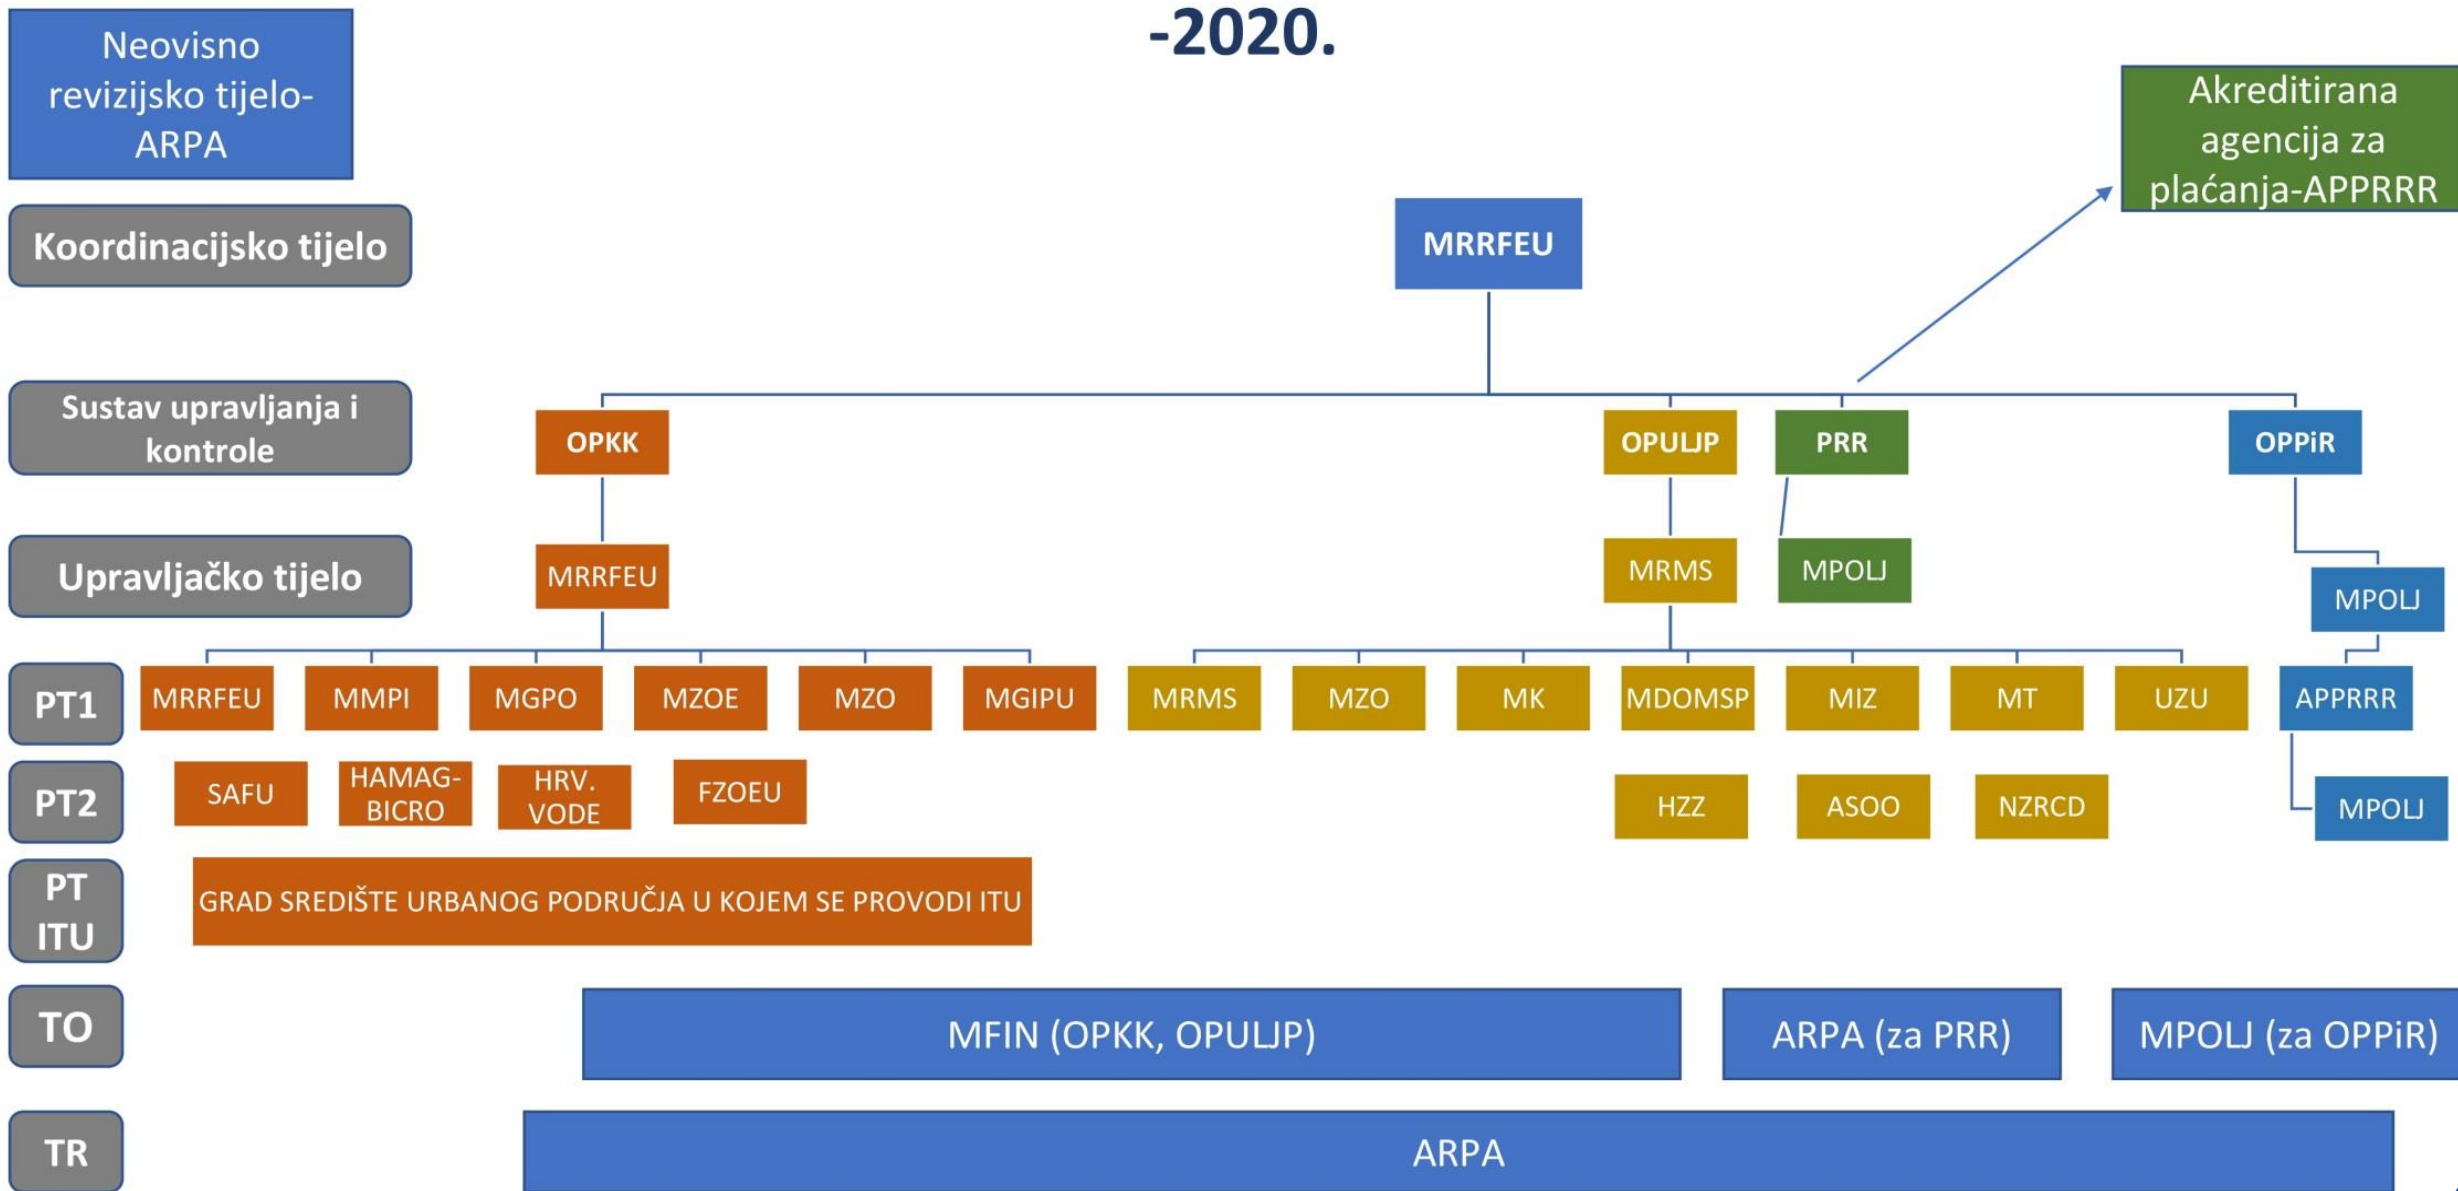 -2020.
Neovisno
revizijsko tijelo-
ARPA
Akreditirana
agencija za
plaćanja-APPRRR
Koordinacijsko tijelo
MRRFEU
Sustav upravljanja i
kontrole
OPKK
OPULJP
PRR
OPPiR
Upravljačko tijelo
MRRFEU
MRMS
MPOLJ
MPOLJ
PT1
MRRFEU
MMPI
MGPO
MZOE
MZO
MGIPU
MRMS
MZO
MK
MDOMSP
MIZ
MT
UZU
APPRRR
PT2
SAFU
HAMAG-
BICRO
HRV.
VODE
FZOEU
HZZ
ASOO
NZRCD
MPOLJ
PT
ITU
GRAD SREDIŠTE URBANOG PODRUČJA U KOJEM SE PROVODI ITU
TO
MFIN (OPKK, OPULJP)
ARPA (za PRR)
MPOLJ (za OPPiR)
TR
ARPA